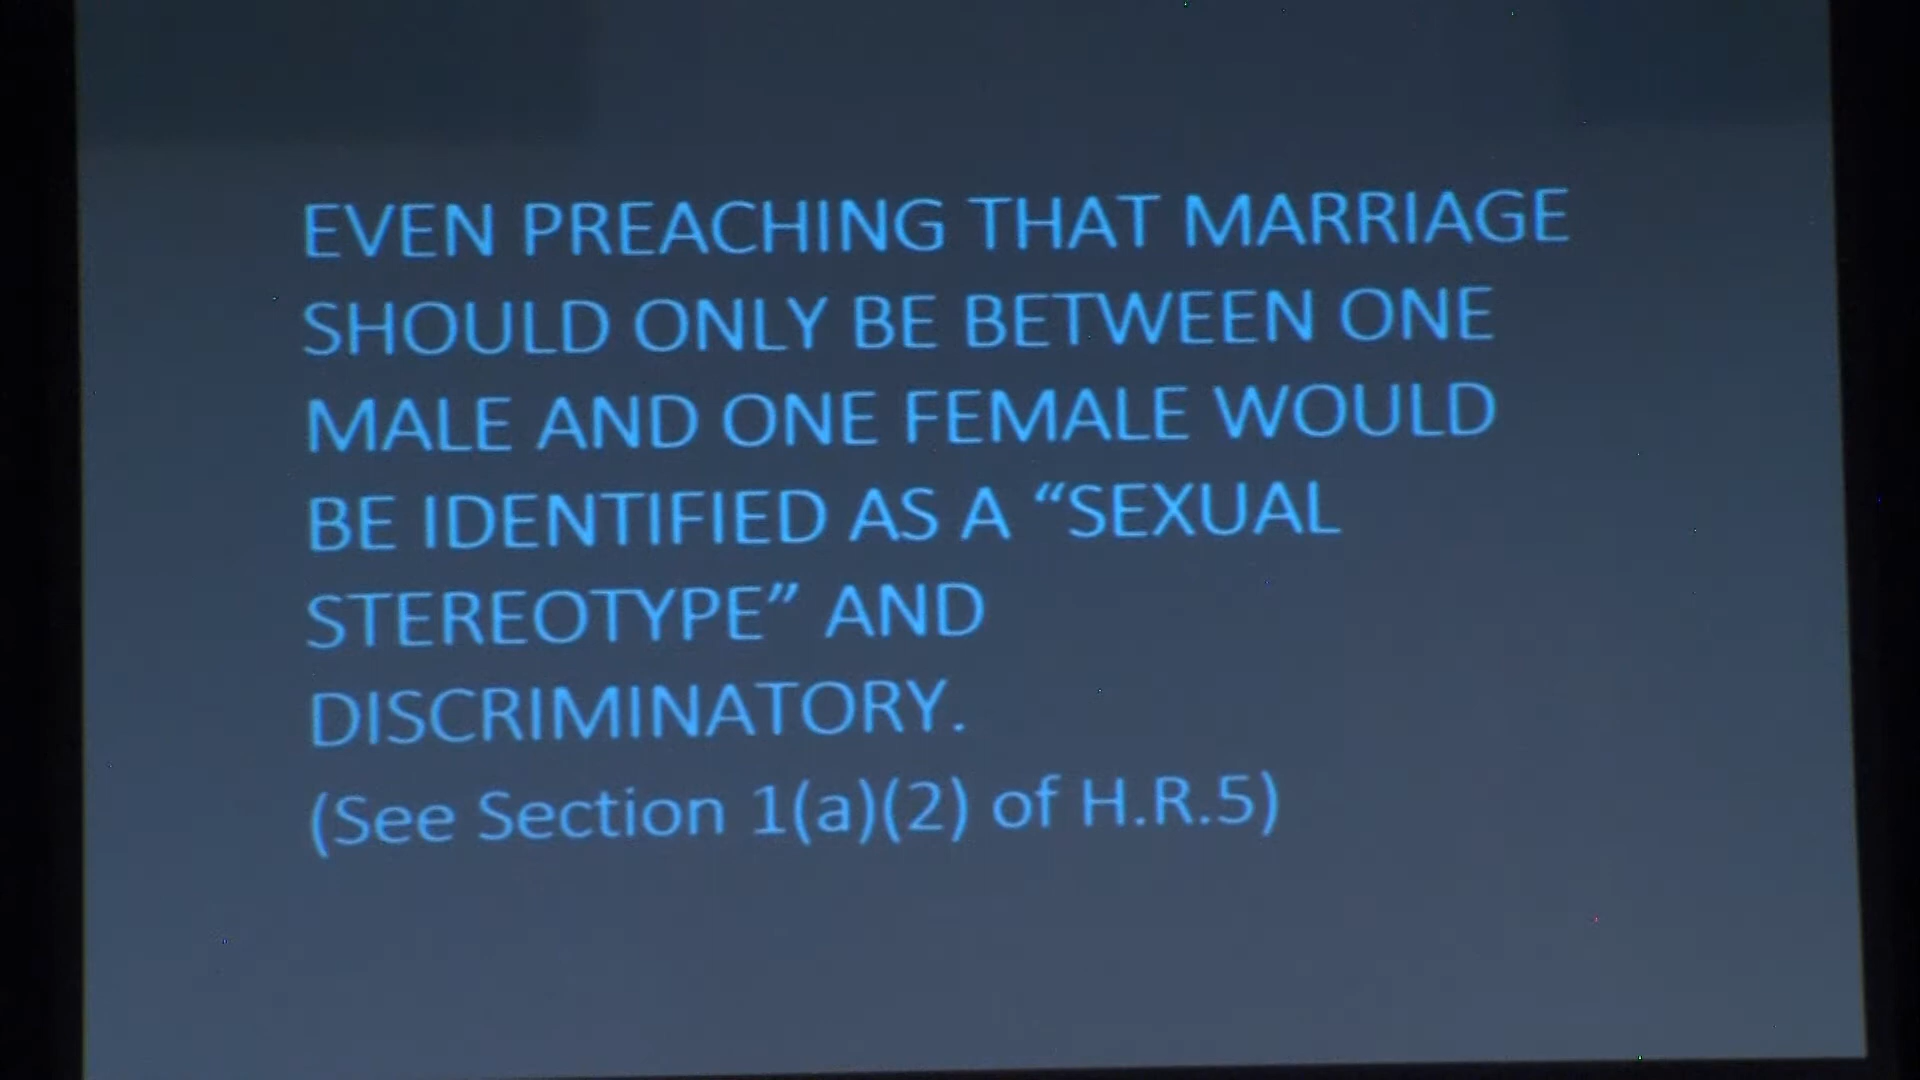 EVEN PREACHING THAT MARRIAGE
SHOULD ONLY BE BETWEEN ONE
MALE AND ONE FEMALE WOULD
BE IDENTIFIED AS A “SEXUAL
STEREOTYPE” AND
DISCRIMINATORY.
(See Section 1(a)(2) of H.R.5)